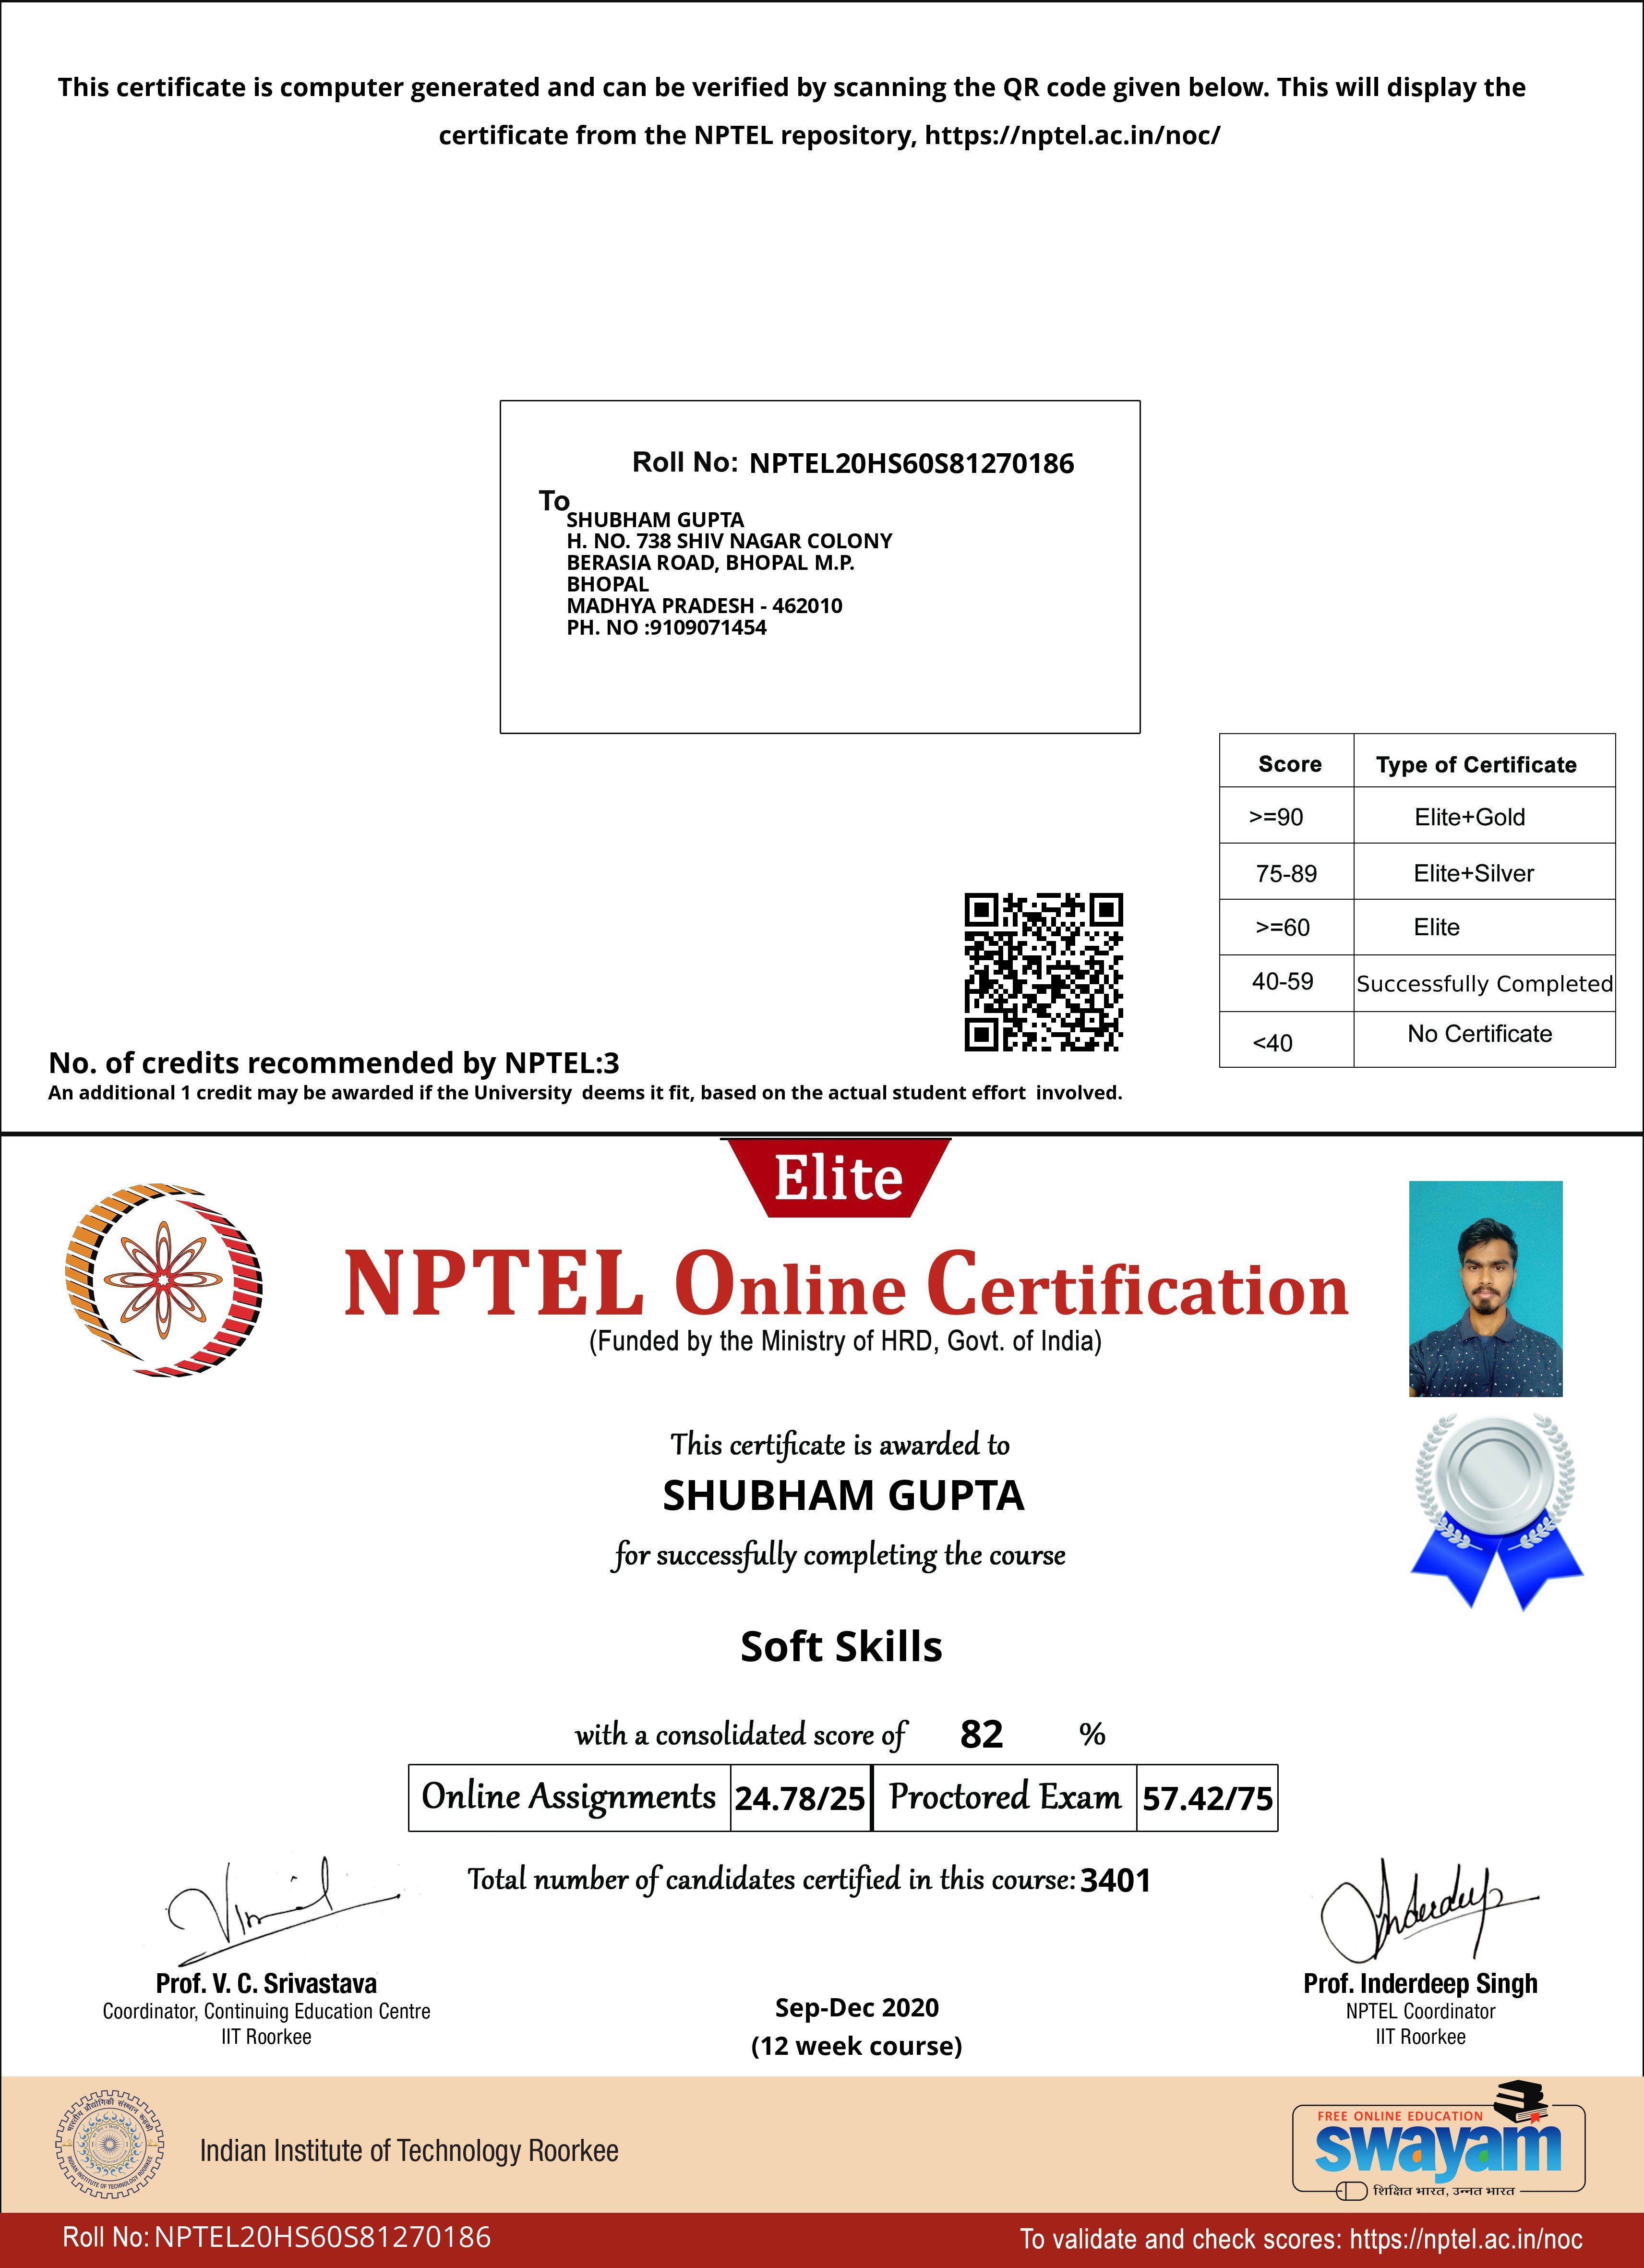 This certificate is computer generated and can be verified by scanning the QR code given below. This will display the
certificate from the NPTEL repository, https://nptel.ac.in/noc/
Roll No: NPTEL20HS60S81270186
To
SHUBHAM GUPTA
H. NO. 738 SHIV NAGAR COLONY
BERASIA ROAD, BHOPAL M.P.
BHOPAL
MADHYA PRADESH - 462010
PH. NO :9109071454
Score Type of Certificate
>=90 Elite+Gold
75-89 Elite+Silver
>=60 Elite
40-59 Successfully Completed
<40 No Certificate
No. of credits recommended by NPTEL:3
An additional 1 credit may be awarded if the University deems it fit, based on the actual student effort involved.
Elite
NPTEL Online Certification
(Funded by the Ministry of HRD, Govt. of India)
This certificate is awarded to
SHUBHAM GUPTA
for successfully completing the course
Soft Skills
with a consolidated score of 82 %
Online Assignments 24.78/25 Proctored Exam 57.42/75
Total number of candidates certified in this course: 3401
Vimal
Inderdeep
Prof. V. C. Srivastava
Coordinator, Continuing Education Centre
IIT Roorkee
Sep-Dec 2020
(12 week course)
Prof. Inderdeep Singh
NPTEL Coordinator
IIT Roorkee
भारतीय प्रौद्योगिकी संस्थान रूड़की
INDIAN INSTITUTE OF TECHNOLOGY ROORKEE
Indian Institute of Technology Roorkee
FREE ONLINE EDUCATION
swayam
शिक्षित भारत, उन्नत भारत
Roll No: NPTEL20HS60S81270186
To validate and check scores: https://nptel.ac.in/noc